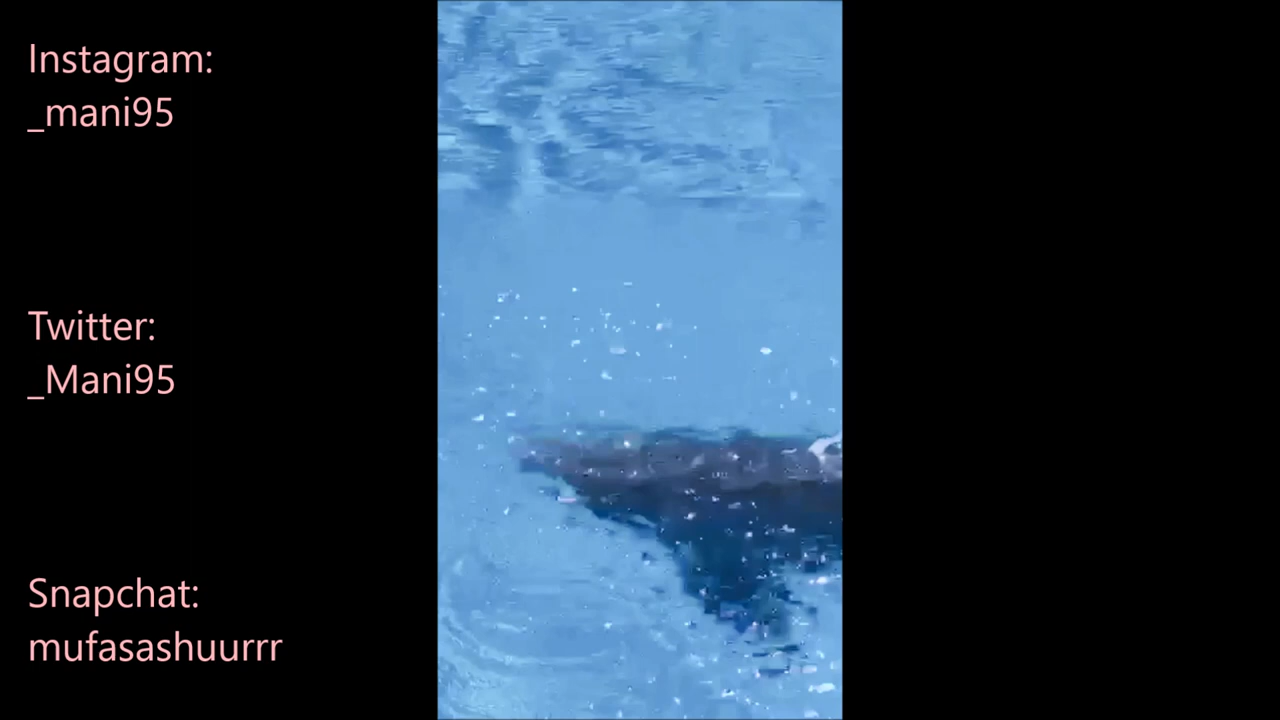 Instagram:
_mani95
Twitter:
_Mani95
Snapchat:
mufasashuurrr